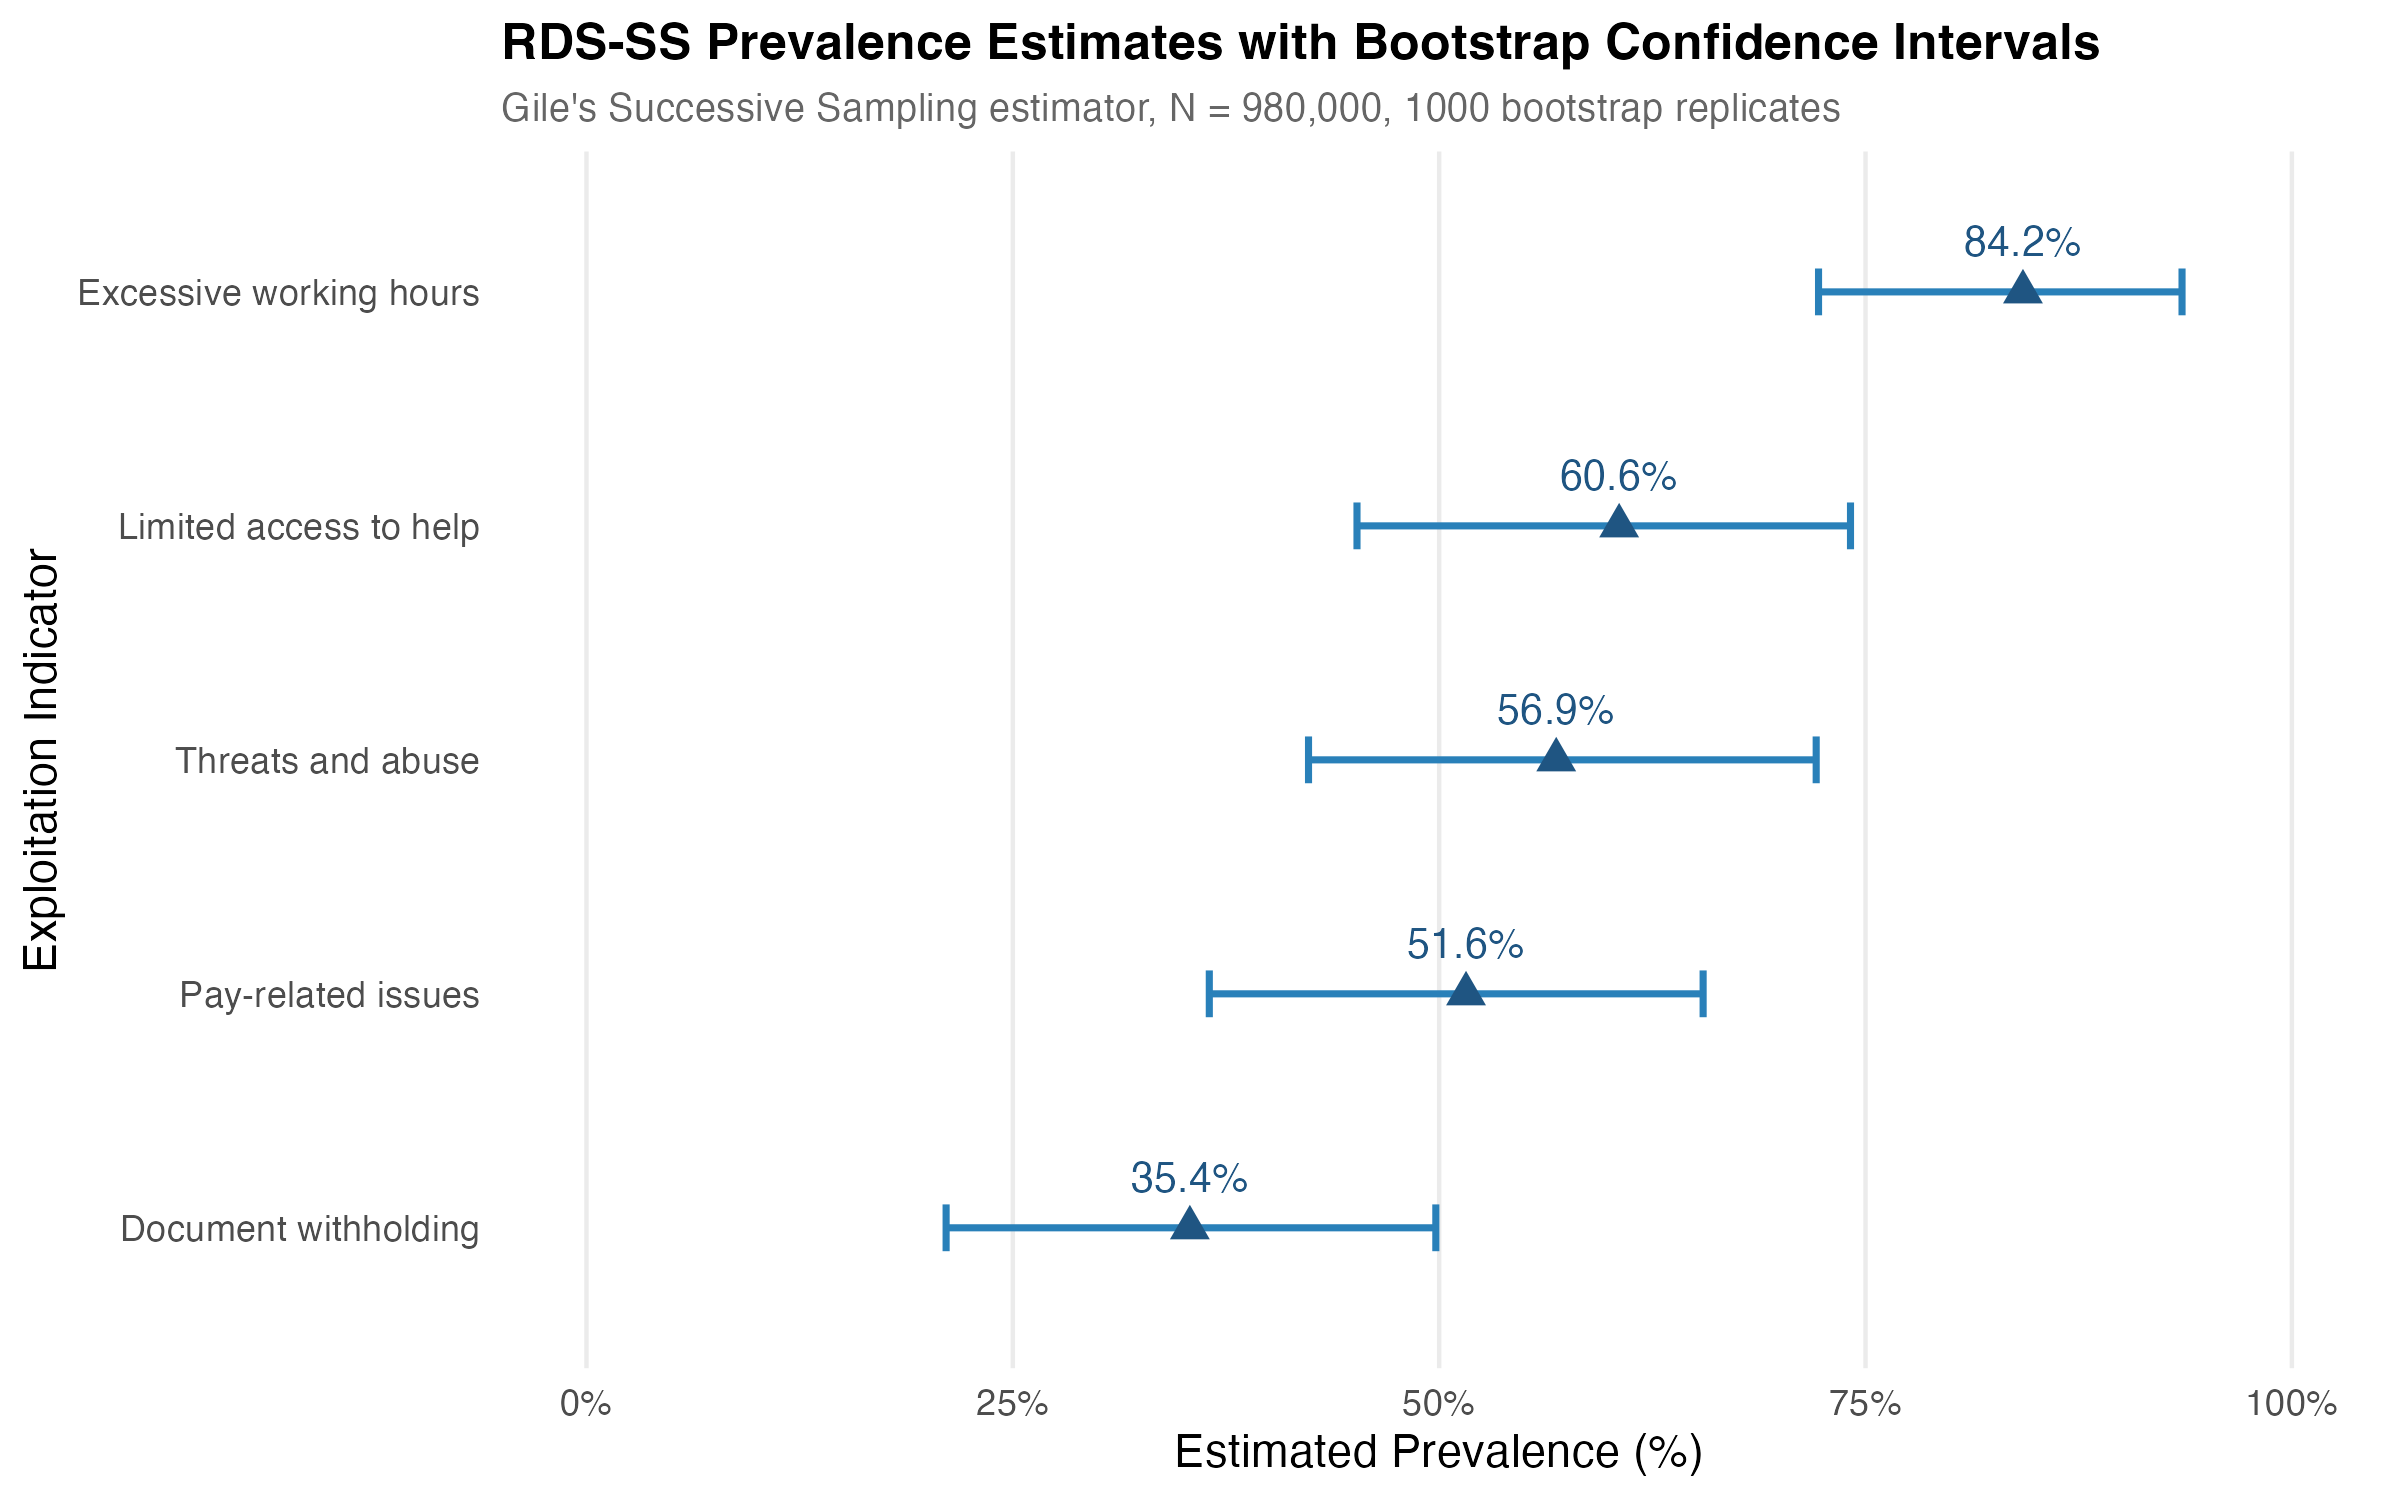 RDS-SS Prevalence Estimates with Bootstrap Confidence Intervals
Gile's Successive Sampling estimator, N = 980,000, 1000 bootstrap replicates
Exploitation Indicator
Excessive working hours
84.2%
Limited access to help
60.6%
Threats and abuse
56.9%
Pay-related issues
51.6%
Document withholding
35.4%
0%
25%
50%
75%
100%
Estimated Prevalence (%)